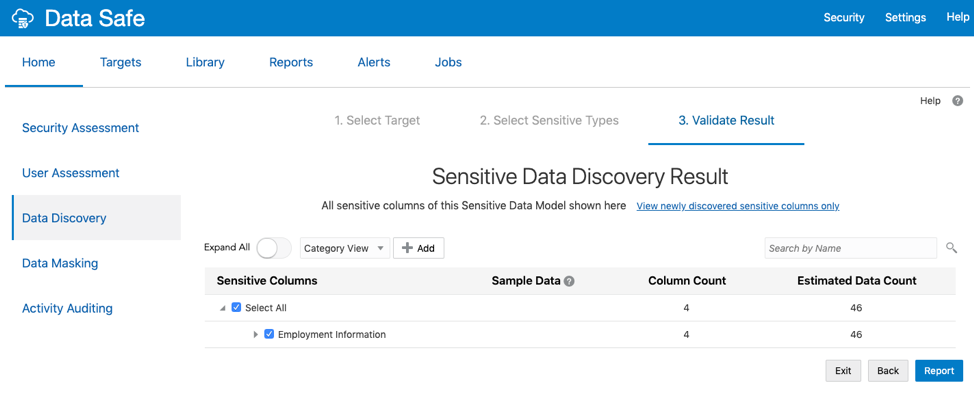 Data Safe
Security Settings Help
Home Targets Library Reports Alerts Jobs
Help ?
Security Assessment
User Assessment
Data Discovery
Data Masking
Activity Auditing
1. Select Target 2. Select Sensitive Types 3. Validate Result
Sensitive Data Discovery Result
All sensitive columns of this Sensitive Data Model shown here View newly discovered sensitive columns only
Expand All Category View + Add Search by Name
Sensitive Columns Sample Data ? Column Count Estimated Data Count
Select All 4 46
Employment Information 4 46
Exit Back Report